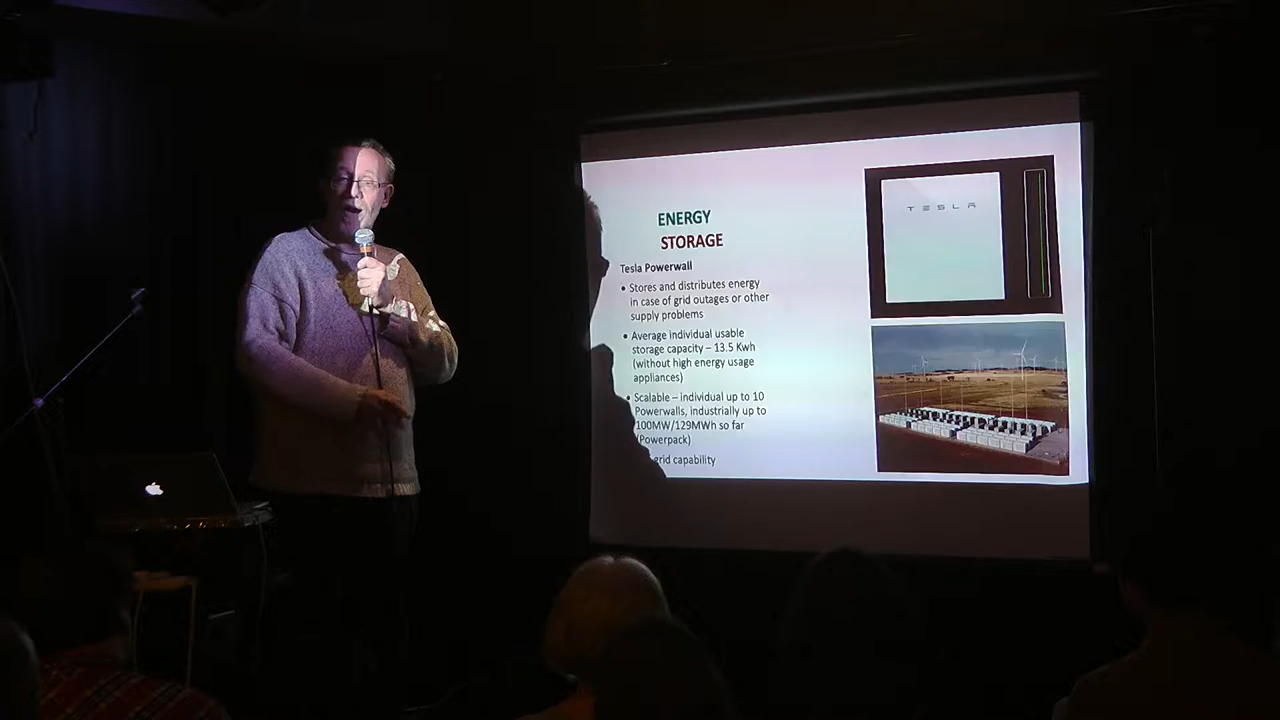 ENERGY
STORAGE
Tesla Powerwall
• Stores and distributes energy
in case of grid outages or other
supply problems
• Average individual usable
storage capacity – 13.5 Kwh
(without high energy usage
appliances)
• Scalable – individual up to 10
Powerwalls, industrially up to
100MW/129MWh so far
(Powerpack)
grid capability
TESLA